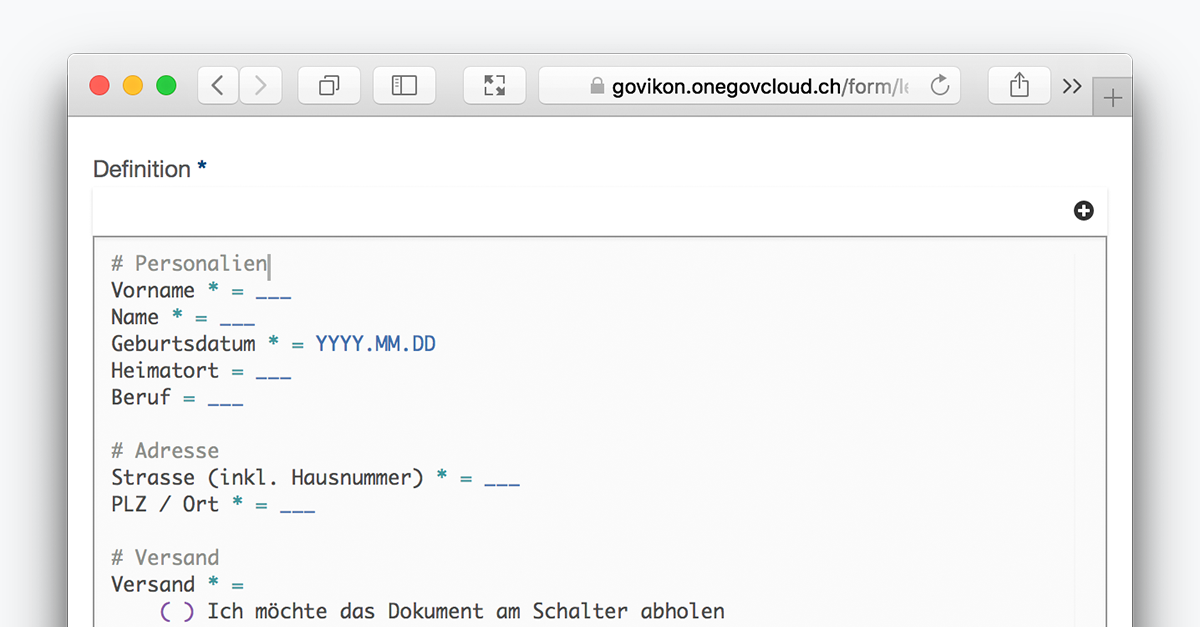 govikon.onegovcloud.ch/form/le
Definition *
# Personalien
Vorname * = ___
Name * = ___
Geburtsdatum * = YYYY.MM.DD
Heimatort = ___
Beruf = ___
# Adresse
Strasse (inkl. Hausnummer) * = ___
PLZ / Ort * = ___
# Versand
Versand * =
( ) Ich möchte das Dokument am Schalter abholen